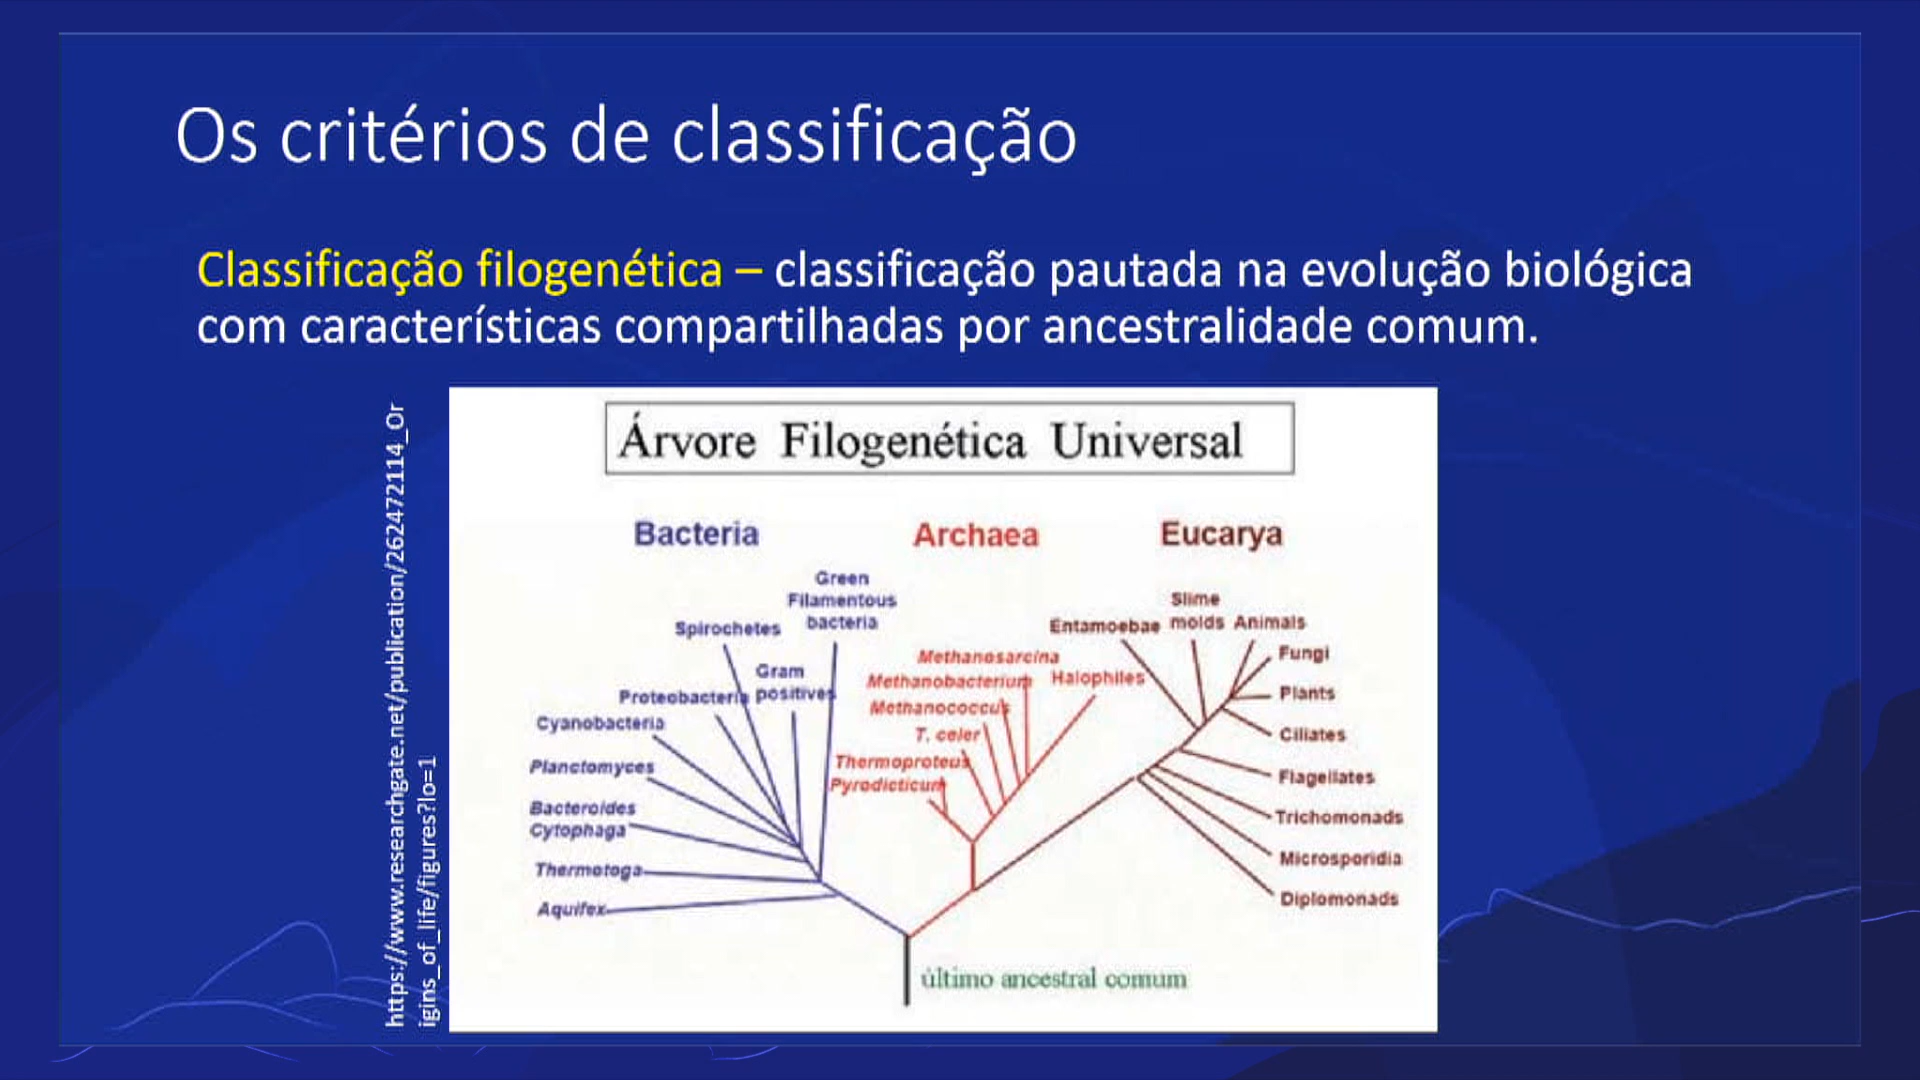 Os critérios de classificação
Classificação filogenética – classificação pautada na evolução biológica
com características compartilhadas por ancestralidade comum.
https://www.researchgate.net/publication/262472114_Or
igins_of_life/figures?lo=1
Árvore Filogenética Universal
Bacteria
Archaea
Eucarya
Green
Filamentous
bacteria
Spirochetes
Gram
positives
Proteobacteria
Cyanobacteria
Planctomyces
Bacteroides
Cytophaga
Thermotoga
Aquifex
Methanosarcina
Methanobacterium
Halophiles
Methanococcus
T. celer
Thermoproteus
Pyrodicticum
Entamoebae
Slime
molds
Animals
Fungi
Plants
Ciliates
Flagellates
Trichomonads
Microsporidia
Diplomonads
último ancestral comum